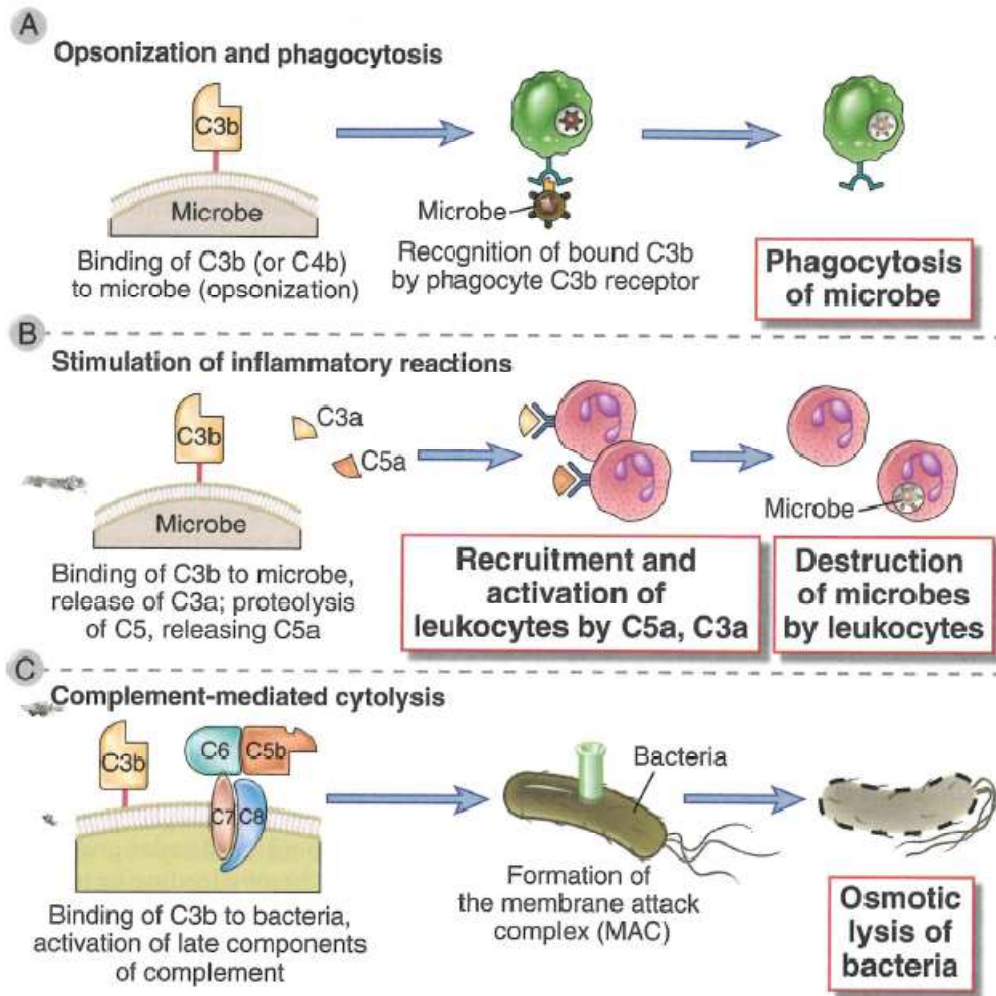 A
Opsonization and phagocytosis
C3b
Microbe
Binding of C3b (or C4b)
to microbe (opsonization)
Microbe
Recognition of bound C3b
by phagocyte C3b receptor
Phagocytosis
of microbe
B
Stimulation of inflammatory reactions
C3b
C3a
C5a
Microbe
Binding of C3b to microbe,
release of C3a; proteolysis
of C5, releasing C5a
Recruitment and
activation of
leukocytes by C5a, C3a
Microbe
Destruction
of microbes
by leukocytes
C
Complement-mediated cytolysis
C3b
C6
C5b
C7
C8
Binding of C3b to bacteria,
activation of late components
of complement
Bacteria
Formation of
the membrane attack
complex (MAC)
Osmotic
lysis of
bacteria